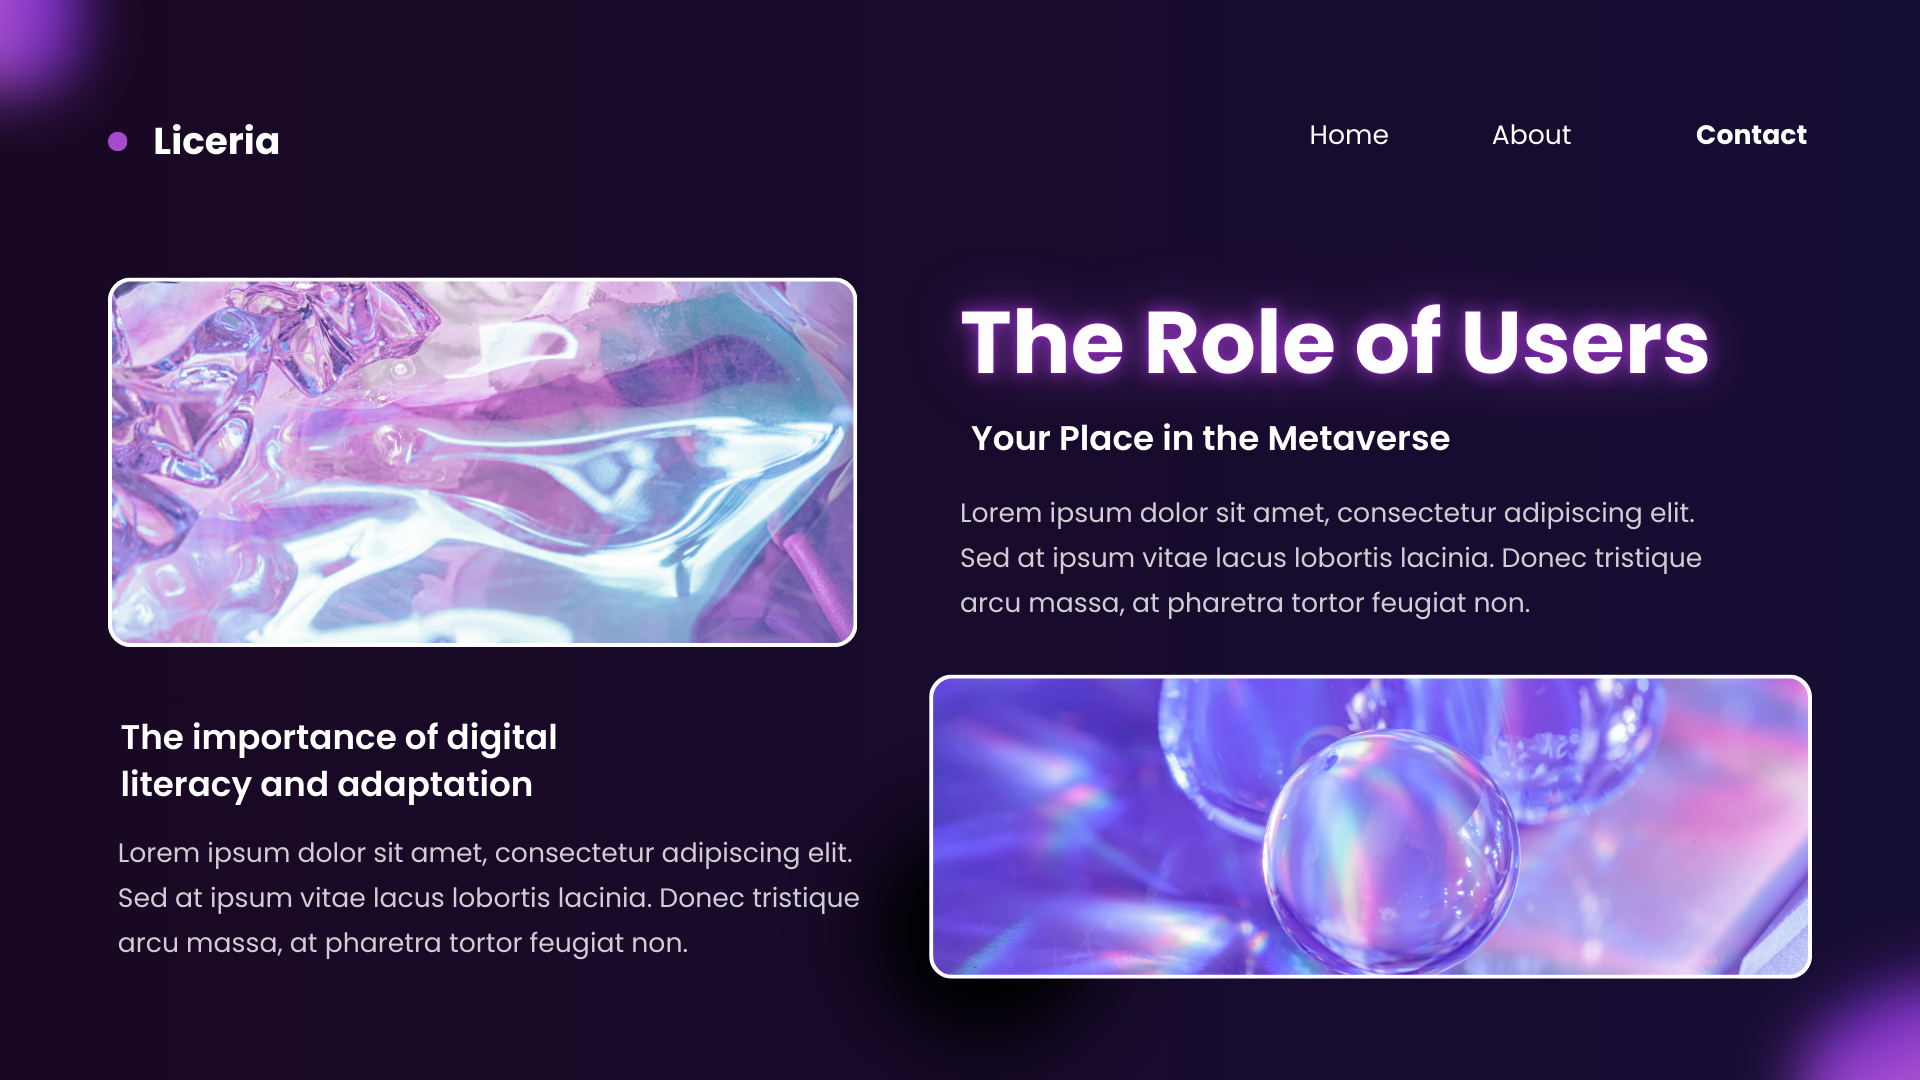 Liceria
Home About Contact
The Role of Users
Your Place in the Metaverse
Lorem ipsum dolor sit amet, consectetur adipiscing elit.
Sed at ipsum vitae lacus lobortis lacinia. Donec tristique
arcu massa, at pharetra tortor feugiat non.
The importance of digital
literacy and adaptation
Lorem ipsum dolor sit amet, consectetur adipiscing elit.
Sed at ipsum vitae lacus lobortis lacinia. Donec tristique
arcu massa, at pharetra tortor feugiat non.